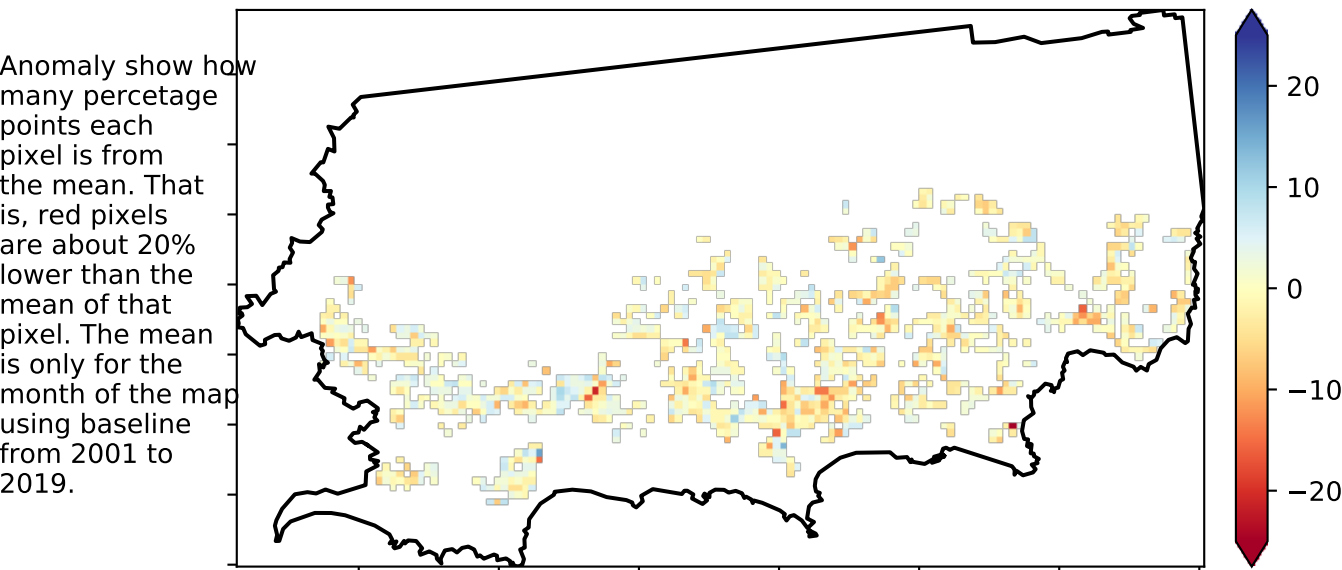 Anomaly show how
many percetage
points each
pixel is from
the mean. That
is, red pixels
are about 20%
lower than the
mean of that
pixel. The mean
is only for the
month of the map
using baseline
from 2001 to
2019.
20
10
0
−10
−20